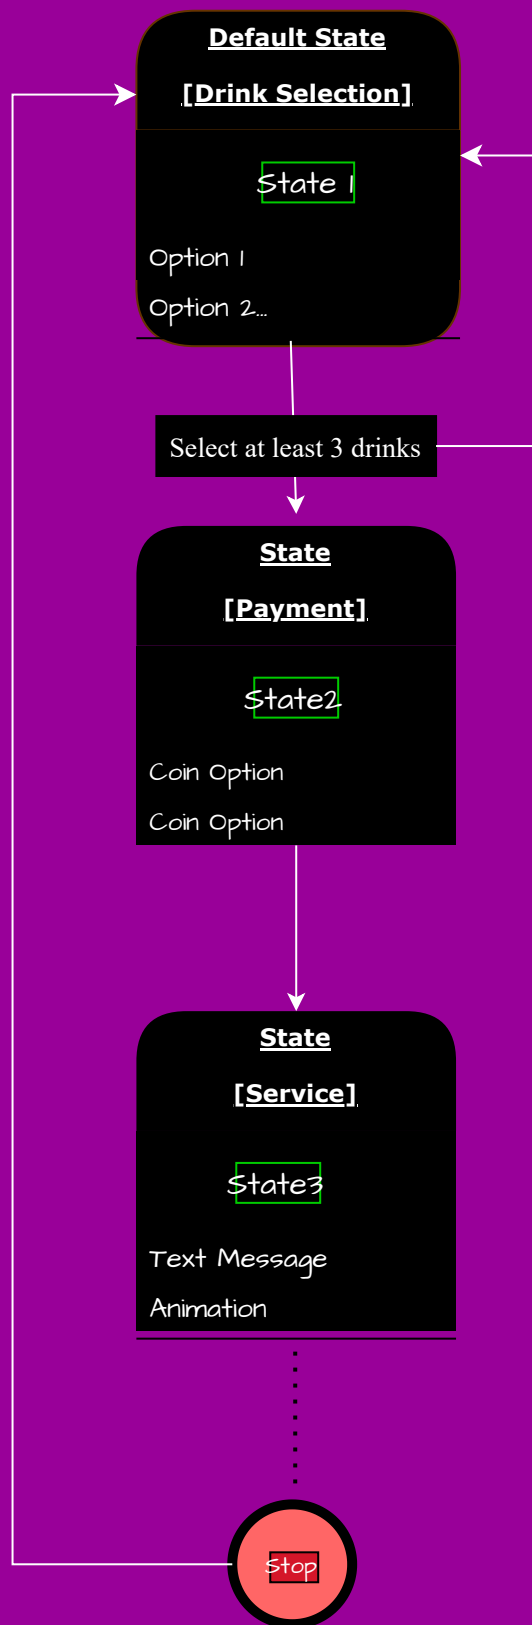 Default State
[Drink Selection]
State 1
Option 1
Option 2...
Select at least 3 drinks
State
[Payment]
State2
Coin Option
Coin Option
State
[Service]
State3
Text Message
Animation
Stop